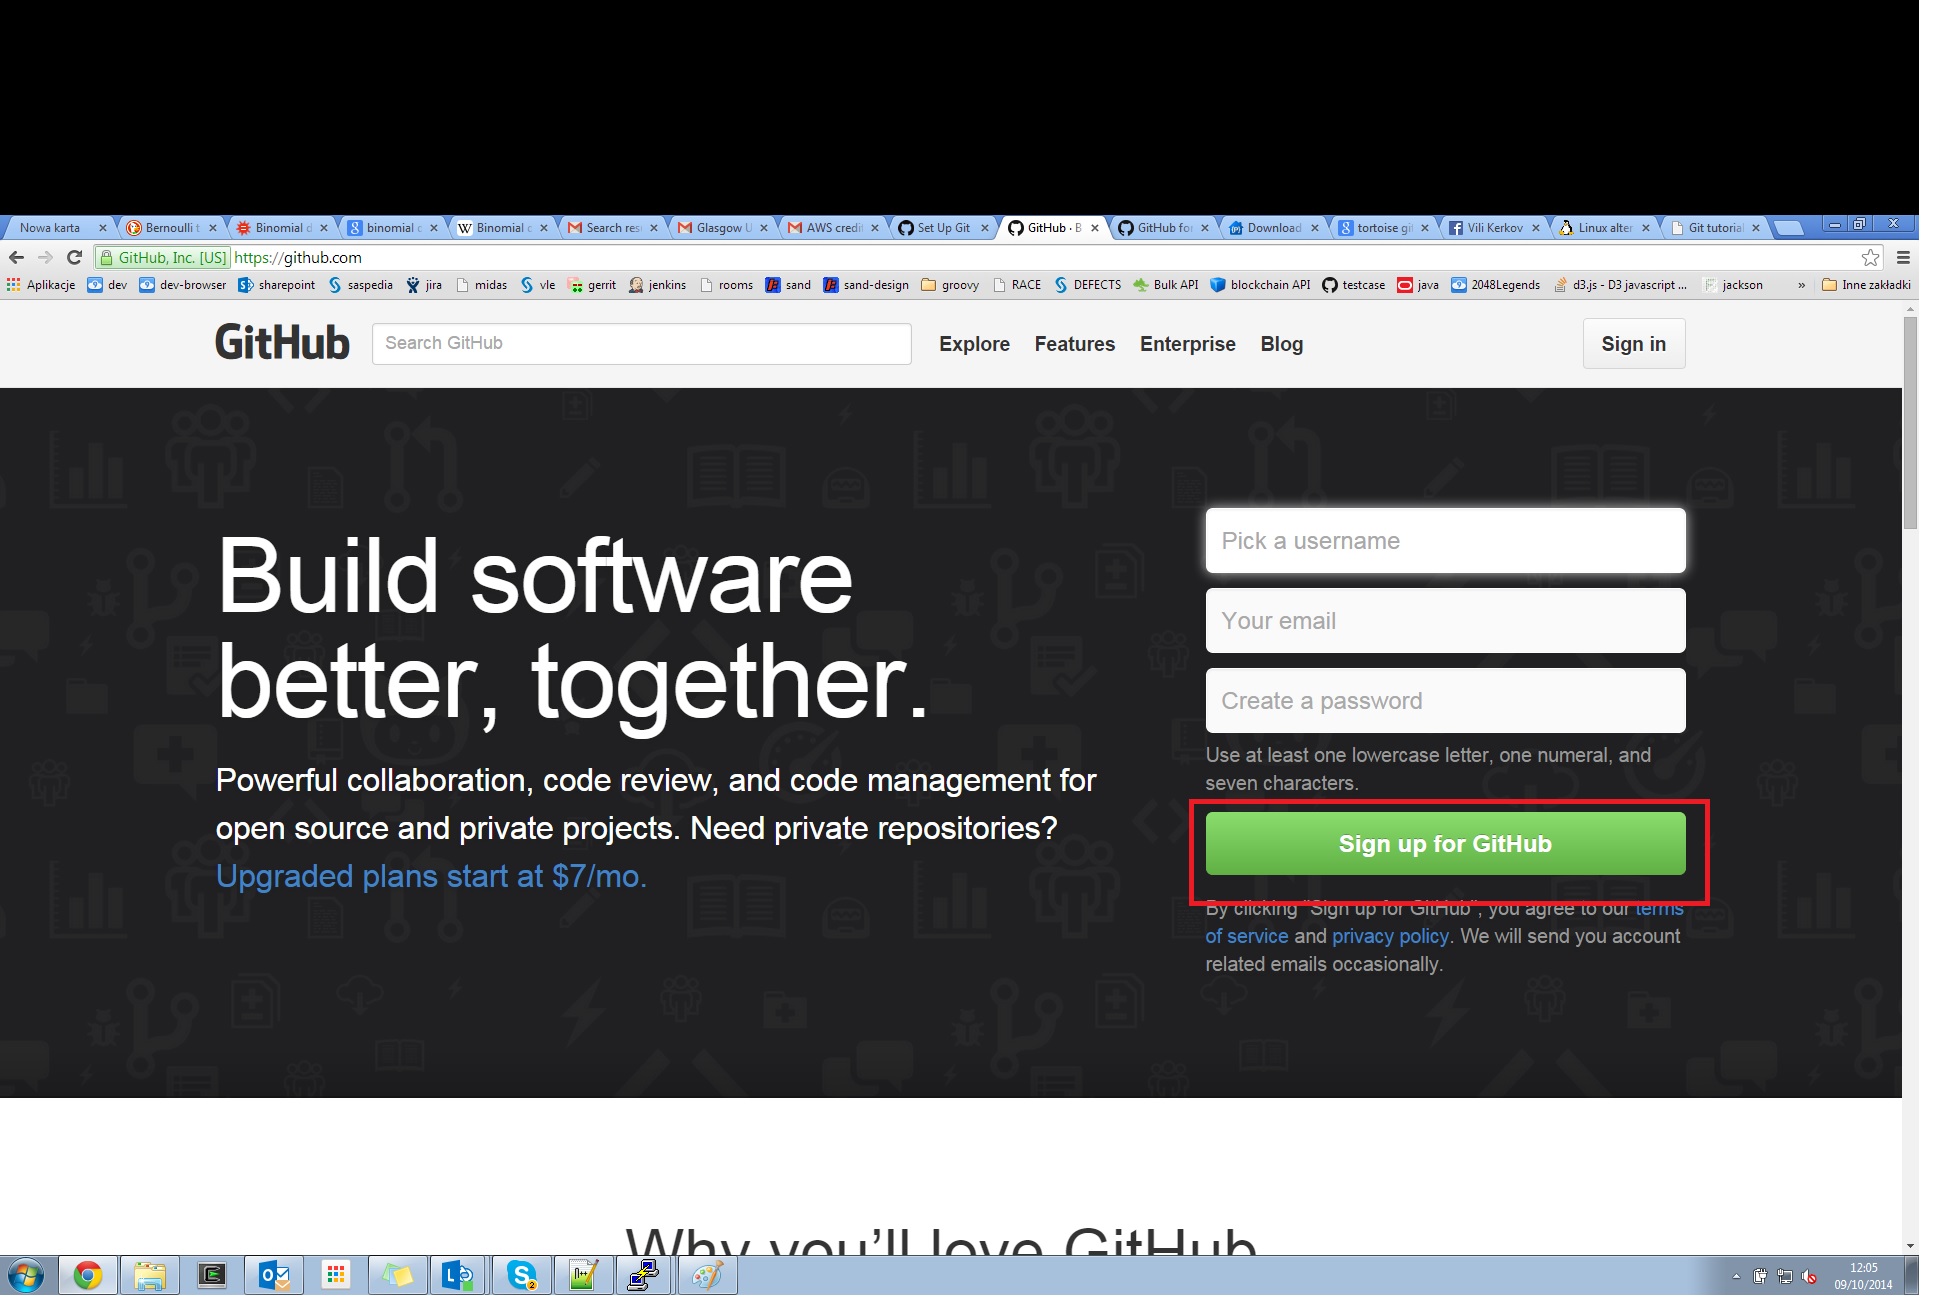 Nowa karta
Bernoulli t
Binomial d
binomial c
Binomial c
Search res
Glasgow U
AWS credi
Set Up Git
GitHub · B
GitHub for
Download
tortoise gi
Vili Kerkov
Linux alter
Git tutorial
GitHub, Inc. [US] https://github.com
Aplikacje dev dev-browser sharepoint saspedia jira midas vle gerrit jenkins rooms sand sand-design groovy RACE DEFECTS Bulk API blockchain API testcase java 2048Legends d3.js - D3 javascript ... jackson » Inne zakładki
GitHub Search GitHub Explore Features Enterprise Blog Sign in
Build software
better, together.
Powerful collaboration, code review, and code management for
open source and private projects. Need private repositories?
Upgraded plans start at $7/mo.
Pick a username
Your email
Create a password
Use at least one lowercase letter, one numeral, and
seven characters.
Sign up for GitHub
By clicking "Sign up for GitHub", you agree to our terms
of service and privacy policy. We will send you account
related emails occasionally.
Why you'll love GitHub
12:05
09/10/2014